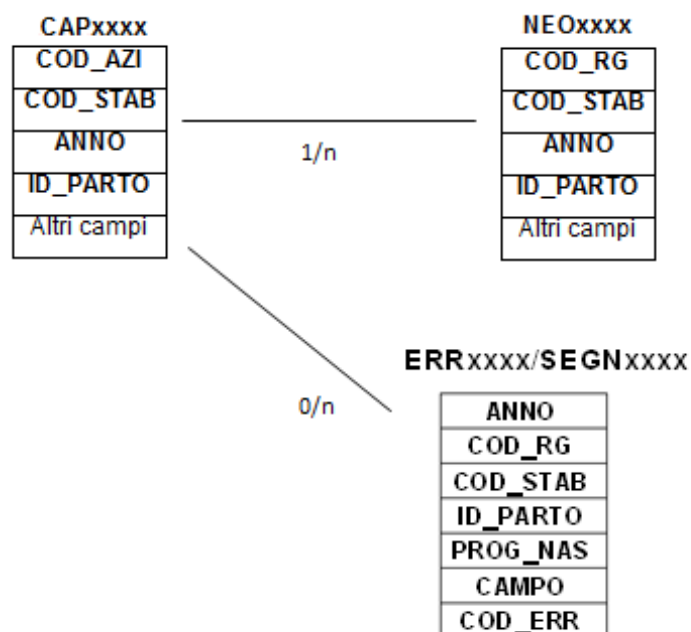 CAPxxxx
COD_AZI
COD_STAB
ANNO
ID_PARTO
Altri campi
1/n
NEOxxxx
COD_RG
COD_STAB
ANNO
ID_PARTO
Altri campi
0/n
ERRxxxx/SEGNxxxx
ANNO
COD_RG
COD_STAB
ID_PARTO
PROG_NAS
CAMPO
COD_ERR